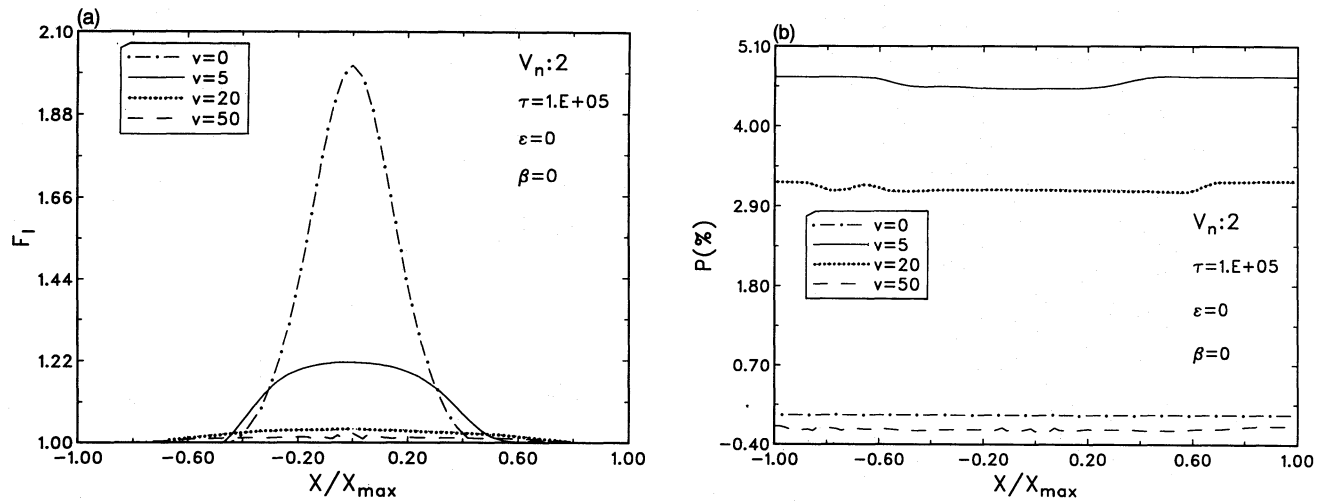 (a)
2.10
1.88
1.66
1.44
1.22
1.00
F_I
v=0
v=5
v=20
v=50
V_n:2
τ=1.E+05
ε=0
β=0
-1.00
-0.60
-0.20
0.20
0.60
1.00
X/X_max
(b)
5.10
4.00
2.90
1.80
0.70
-0.40
P(%)
v=0
v=5
v=20
v=50
V_n:2
τ=1.E+05
ε=0
β=0
-1.00
-0.60
-0.20
0.20
0.60
1.00
X/X_max